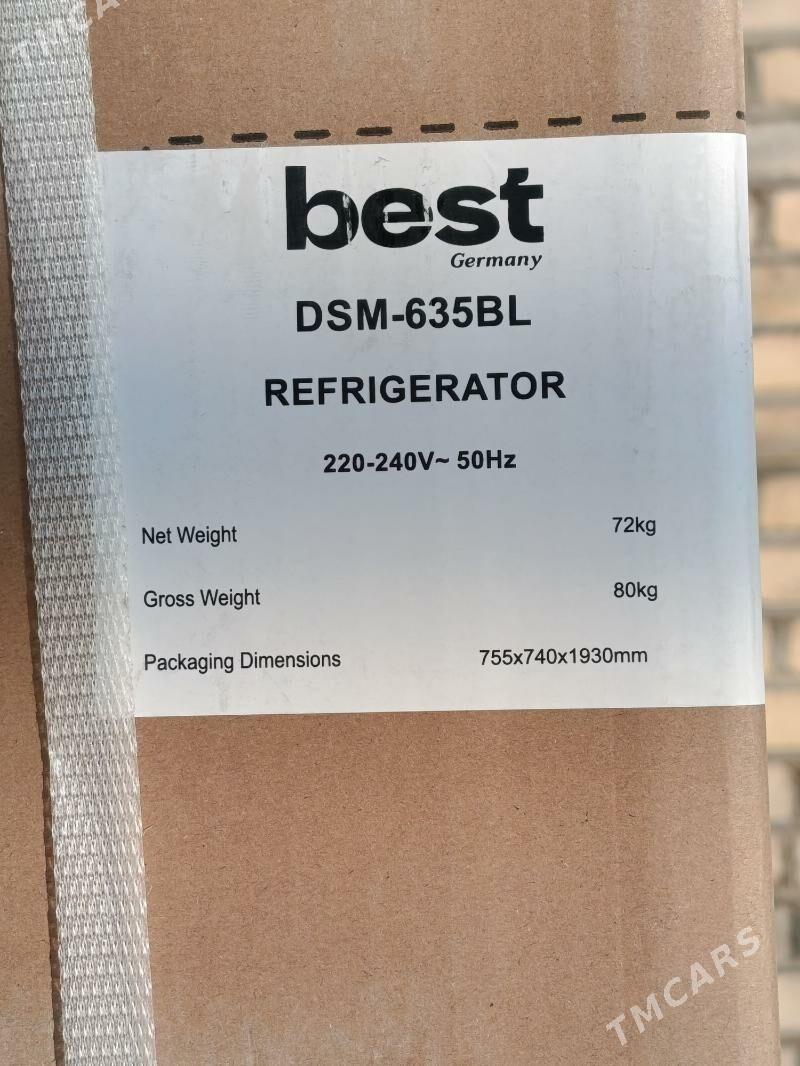 TMCARS
best
Germany
DSM-635BL
REFRIGERATOR
220-240V~ 50Hz
Net Weight 72kg
Gross Weight 80kg
Packaging Dimensions 755x740x1930mm
TMCARS